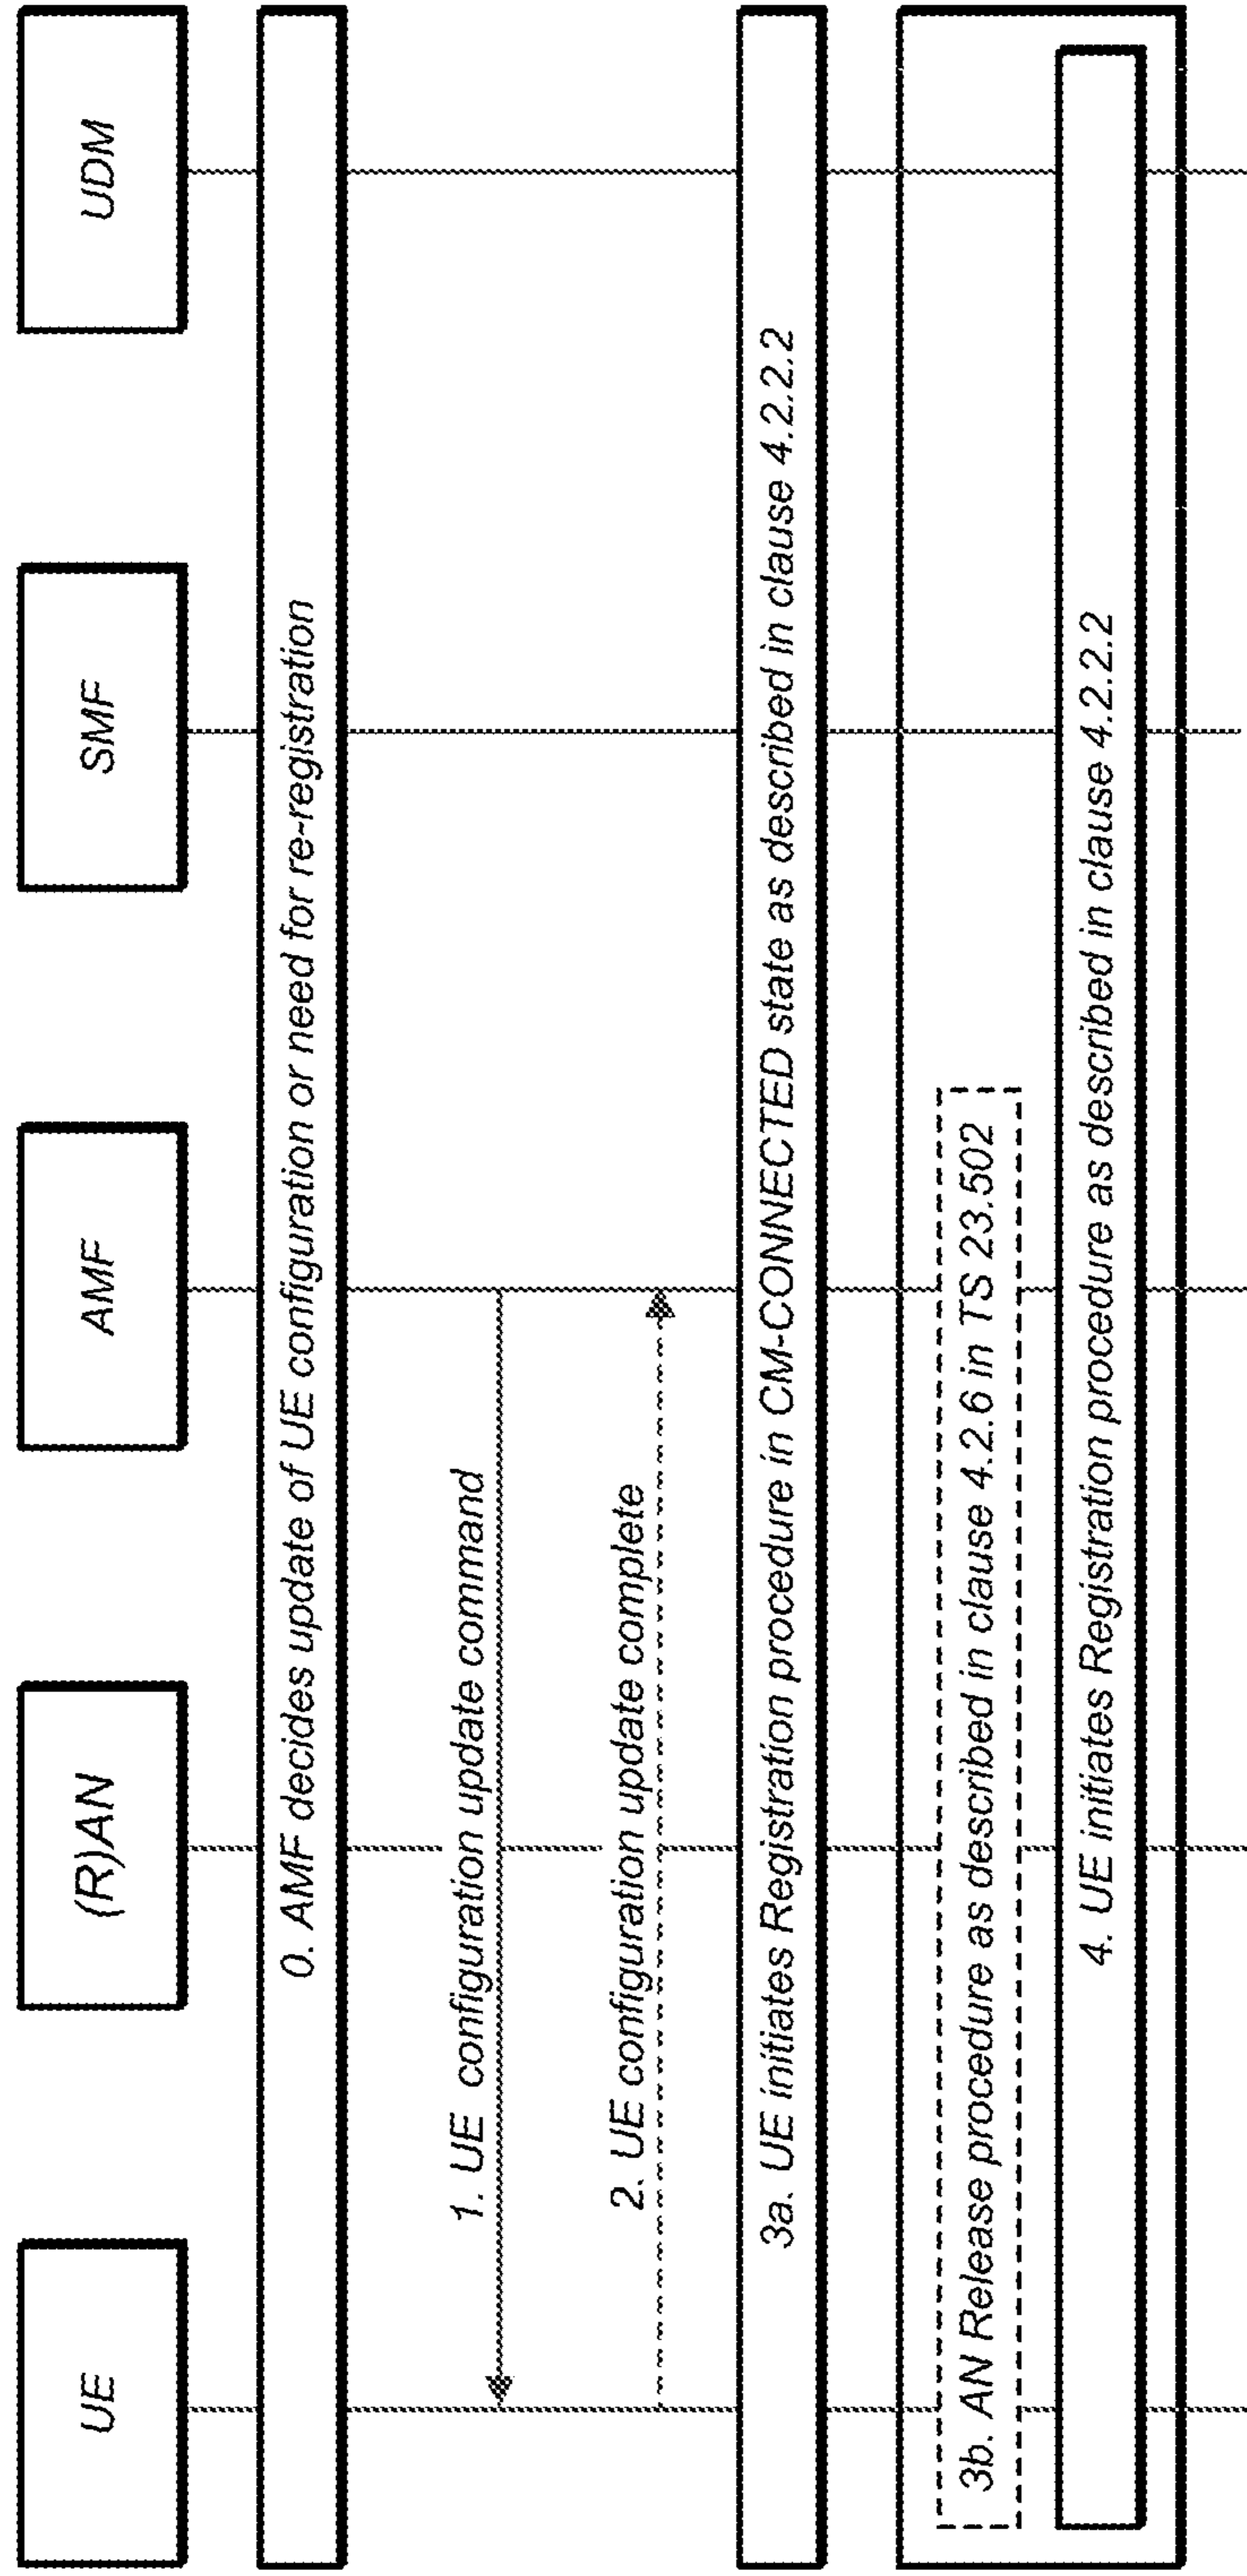 UE
(R)AN
AMF
SMF
UDM
0. AMF decides update of UE configuration or need for re-registration
1. UE configuration update command
2. UE configuration update complete
3a. UE initiates Registration procedure in CM-CONNECTED state as described in clause 4.2.2.2
3b. AN Release procedure as described in clause 4.2.6 in TS 23.502
4. UE initiates Registration procedure as described in clause 4.2.2.2